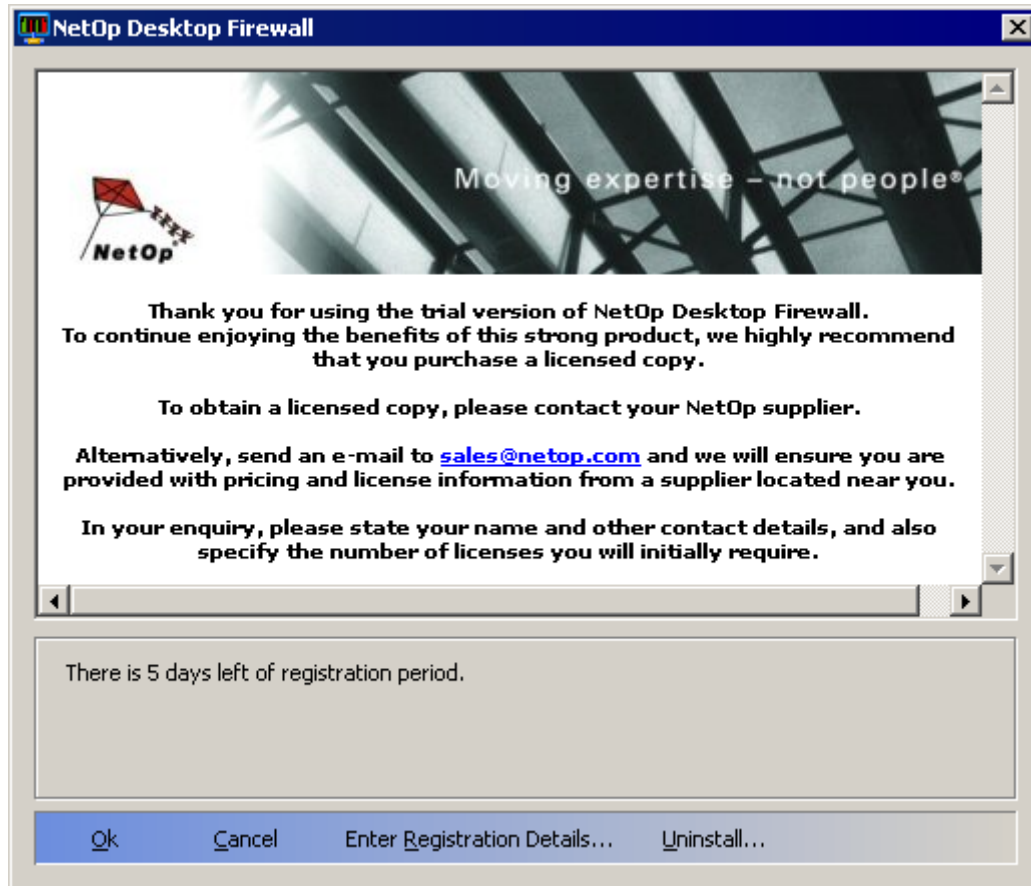 NetOp Desktop Firewall
Moving expertise – not people®
NetOp®
Thank you for using the trial version of NetOp Desktop Firewall.
To continue enjoying the benefits of this strong product, we highly recommend
that you purchase a licensed copy.
To obtain a licensed copy, please contact your NetOp supplier.
Alternatively, send an e-mail to sales@netop.com and we will ensure you are
provided with pricing and license information from a supplier located near you.
In your enquiry, please state your name and other contact details, and also
specify the number of licenses you will initially require.
There is 5 days left of registration period.
Ok Cancel Enter Registration Details... Uninstall...